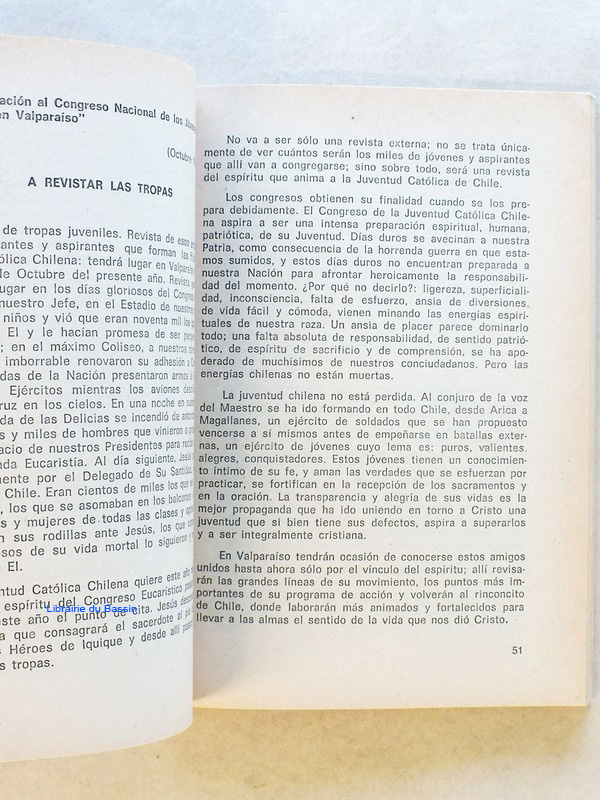 ación al Congreso Nacional de los
en Valparaíso"
(Octubre
A REVISTAR LAS TROPAS
de tropas juveniles. Revista de esos
antes y aspirantes que forman las
ólica Chilena: tendrá lugar en Valparaíso
de Octubre del presente año. Revista
ugar en los días gloriosos del Congreso
nuestro Jefe, en el Estadio de nuestros
niños y vió que eran noventa mil los que
El y le hacían promesa de ser
; en el máximo Coliseo, a nuestros
imborrable renovaron su adhesión a
das de la Nación presentaron armas
Ejércitos mientras los aviones
ruz en los cielos. En una noche en
da de las Delicias se incendió de
s y miles de hombres que vinieron a
acio de nuestros Presidentes para
da Eucaristía. Al día siguiente, Jesús
mente por el Delegado de Su Santidad,
Chile. Eran cientos de miles los que
, los que se asomaban en los balcones
s y mujeres de todas las clases y
n sus rodillas ante Jesús, los que
osos de su vida mortal lo siguieron
El.
ntud Católica Chilena quiere este año,
espíritu del Congreso Eucarístico
este año el punto de cita. Jesús
a que consagrará el sacerdote al
s Héroes de Iquique y desde allí
s tropas.
Librairie du Bassin
No va a ser sólo una revista externa; no se trata única-
mente de ver cuántos serán los miles de jóvenes y aspirantes
que allí van a congregarse; sino sobre todo, será una revista
del espíritu que anima a la Juventud Católica de Chile.
Los congresos obtienen su finalidad cuando se los pre-
para debidamente. El Congreso de la Juventud Católica Chile-
na aspira a ser una intensa preparación espiritual, humana,
patriótica, de su Juventud. Días duros se avecinan a nuestra
Patria, como consecuencia de la horrenda guerra en que esta-
mos sumidos, y estos días duros no encuentran preparada a
nuestra Nación para afrontar heroicamente la responsabili-
dad del momento. ¿Por qué no decirlo?: ligereza, superficiali-
dad, inconsciencia, falta de esfuerzo, ansia de diversiones,
de vida fácil y cómoda, vienen minando las energías espiri-
tuales de nuestra raza. Un ansia de placer parece dominarlo
todo; una falta absoluta de responsabilidad, de sentido patrió-
tico, de espíritu de sacrificio y de comprensión, se ha apo-
derado de muchísimos de nuestros conciudadanos. Pero las
energías chilenas no están muertas.
La juventud chilena no está perdida. Al conjuro de la voz
del Maestro se ha ido formando en todo Chile, desde Arica a
Magallanes, un ejército de soldados que se han propuesto
vencerse a sí mismos antes de empeñarse en batallas exter-
nas, un ejército de jóvenes cuyo lema es: puros, valientes,
alegres, conquistadores. Estos jóvenes tienen un conocimien-
to íntimo de su fe, y aman las verdades que se esfuerzan por
practicar, se fortifican en la recepción de los sacramentos y
en la oración. La transparencia y alegría de sus vidas es la
mejor propaganda que ha ido uniendo en torno a Cristo una
juventud que si bien tiene sus defectos, aspira a superarlos
y a ser integralmente cristiana.
En Valparaíso tendrán ocasión de conocerse estos amigos
unidos hasta ahora sólo por el vínculo del espíritu; allí revisa-
rán las grandes líneas de su movimiento, los puntos más im-
portantes de su programa de acción y volverán al rinconcito
de Chile, donde laborarán más animados y fortalecidos para
llevar a las almas el sentido de la vida que nos dió Cristo.
51